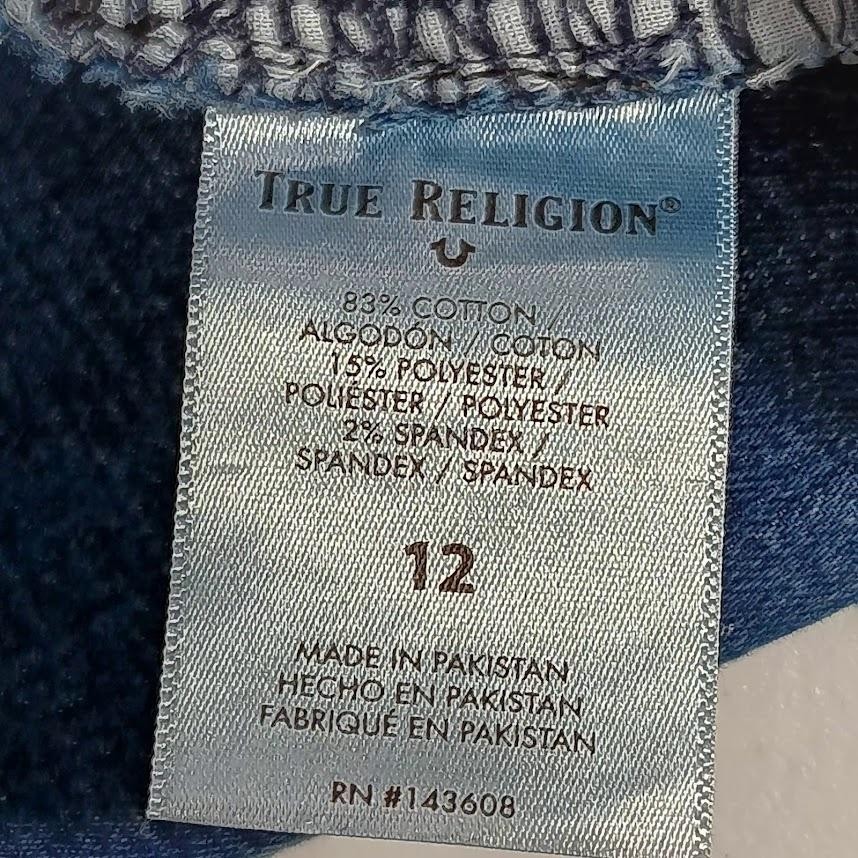 TRUE RELIGION®
83% COTTON /
ALGODÓN / COTON
15% POLYESTER /
POLIÉSTER / POLYESTER
2% SPANDEX /
SPANDEX / SPANDEX
12
MADE IN PAKISTAN
HECHO EN PAKISTAN
FABRIQUÉ EN PAKISTAN
RN #143608